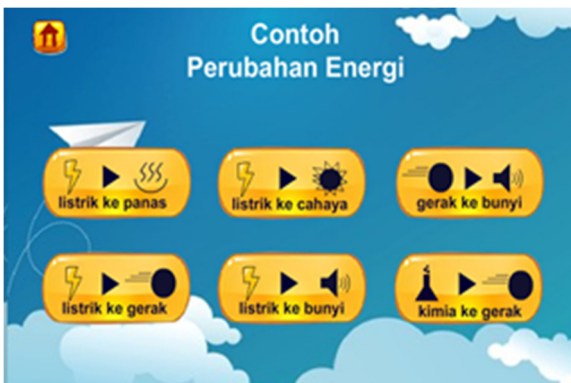 Contoh
Perubahan Energi
listrik ke panas
listrik ke cahaya
gerak ke bunyi
listrik ke gerak
listrik ke bunyi
kimia ke gerak